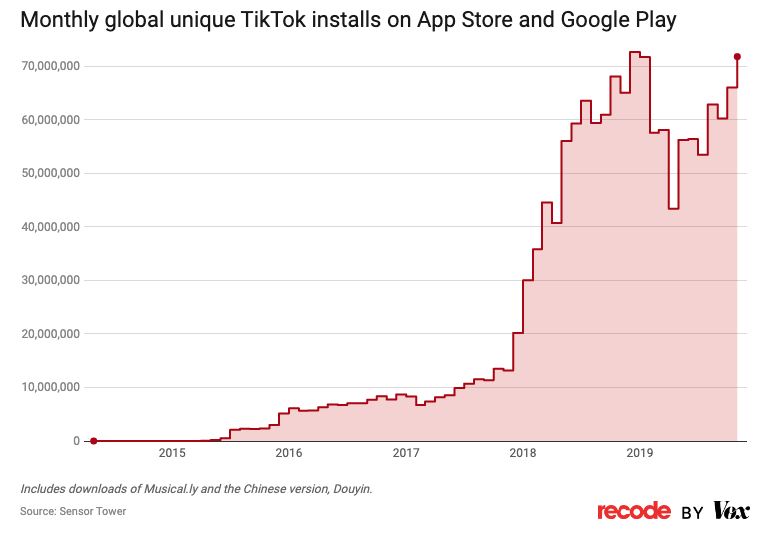 Monthly global unique TikTok installs on App Store and Google Play
70,000,000
60,000,000
50,000,000
40,000,000
30,000,000
20,000,000
10,000,000
0
2015 2016 2017 2018 2019
Includes downloads of Musical.ly and the Chinese version, Douyin.
Source: Sensor Tower
recode BY Vox